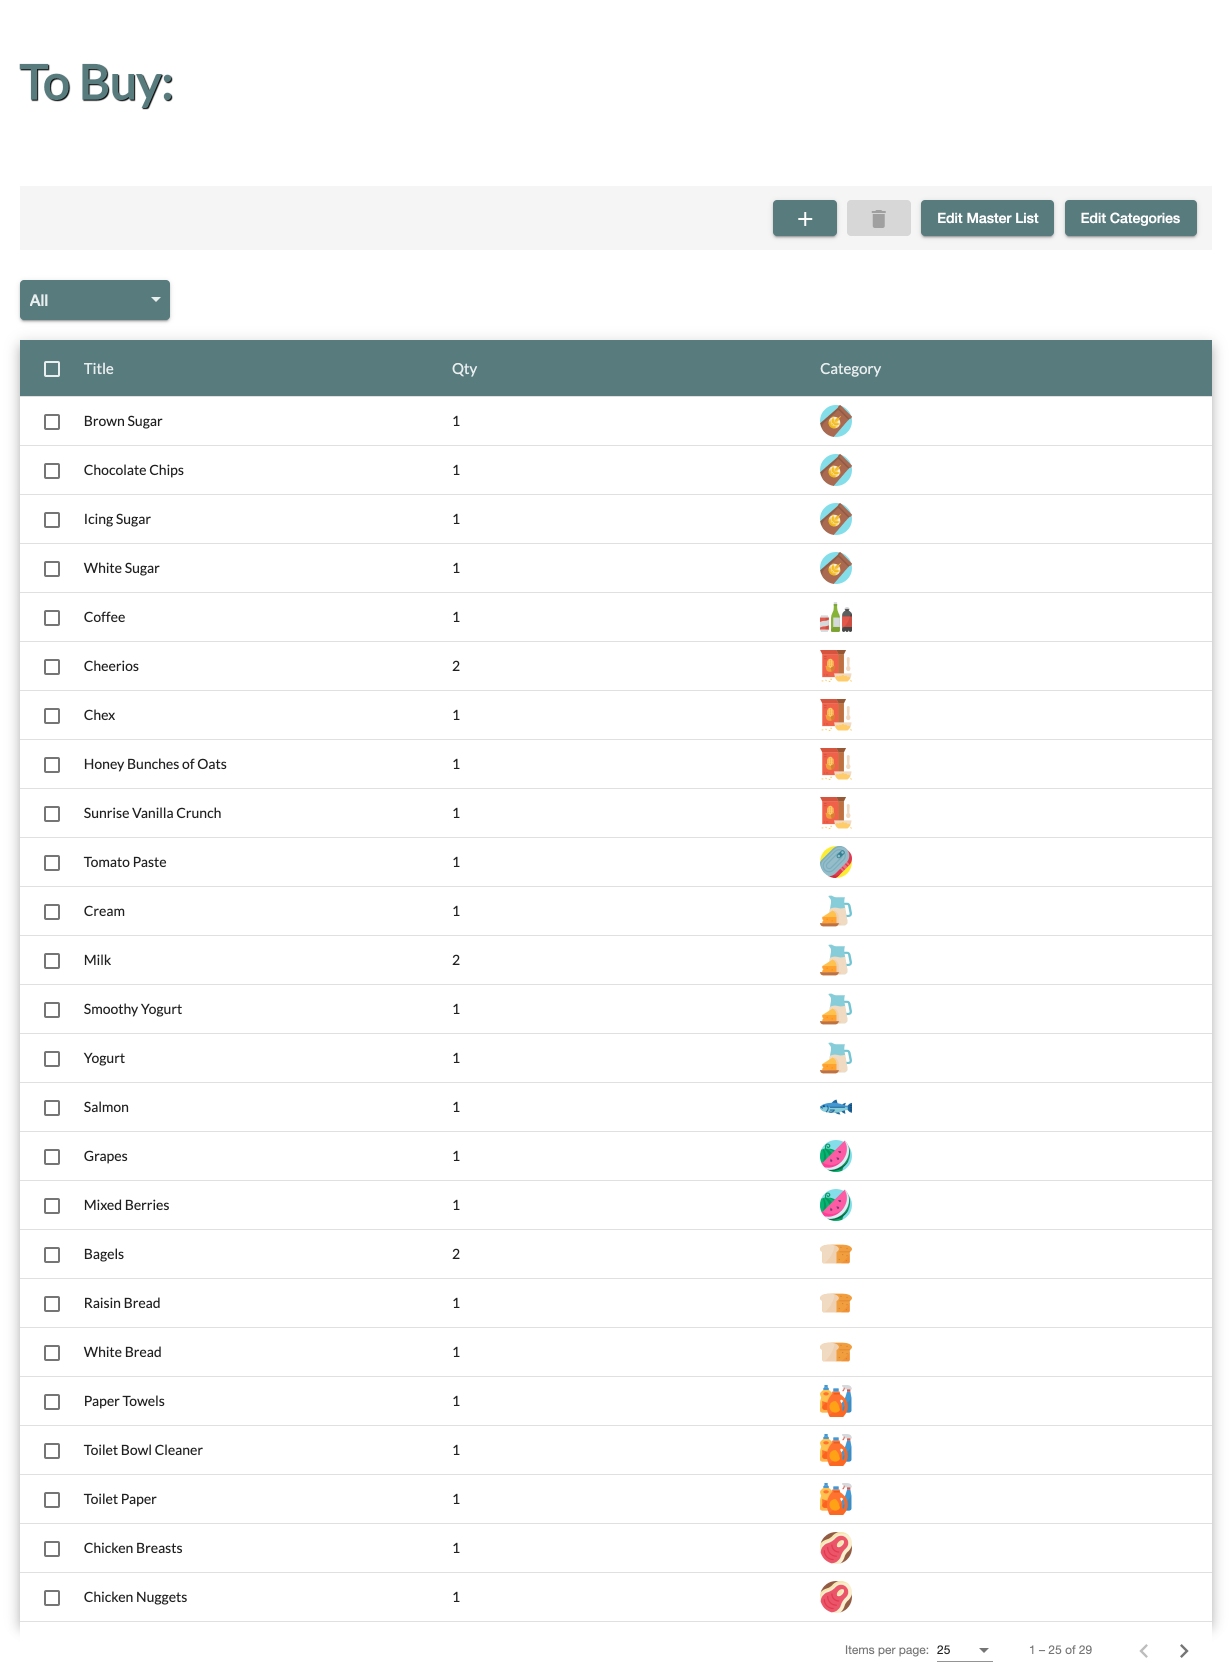 To Buy:
+ Edit Master List Edit Categories
All
Title Qty Category
Brown Sugar 1
Chocolate Chips 1
Icing Sugar 1
White Sugar 1
Coffee 1
Cheerios 2
Chex 1
Honey Bunches of Oats 1
Sunrise Vanilla Crunch 1
Tomato Paste 1
Cream 1
Milk 2
Smoothy Yogurt 1
Yogurt 1
Salmon 1
Grapes 1
Mixed Berries 1
Bagels 2
Raisin Bread 1
White Bread 1
Paper Towels 1
Toilet Bowl Cleaner 1
Toilet Paper 1
Chicken Breasts 1
Chicken Nuggets 1
Items per page: 25 1 – 25 of 29